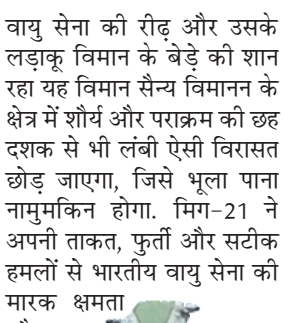 वायु सेना की रीढ़ और उसके
लड़ाकू विमान के बेड़े की शान
रहा यह विमान सैन्य विमानन के
क्षेत्र में शौर्य और पराक्रम की छह
दशक से भी लंबी ऐसी विरासत
छोड़ जाएगा, जिसे भूला पाना
नामुमकिन होगा. मिग-21 ने
अपनी ताकत, फुर्ती और सटीक
हमलों से भारतीय वायु सेना की
मारक क्षमता